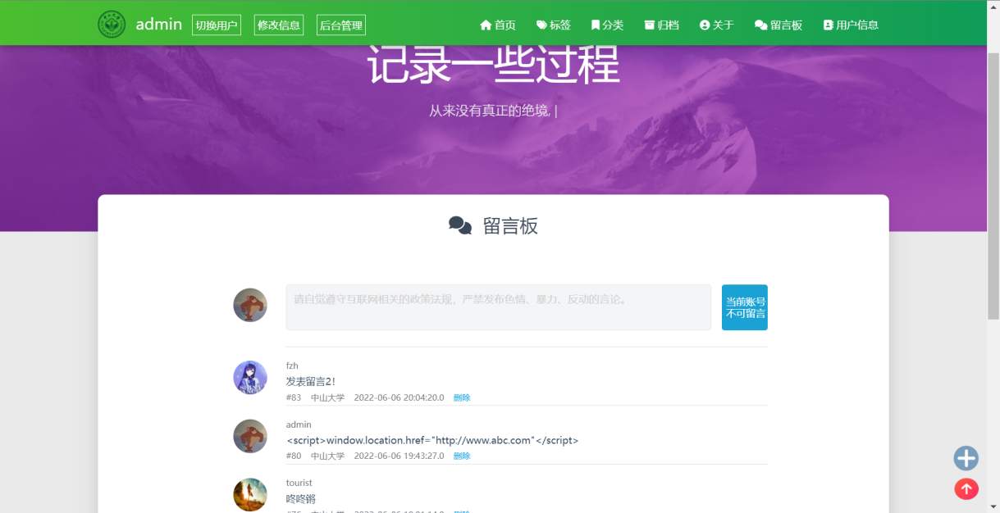 admin 切换用户 修改信息 后台管理 首页 标签 分类 归档 关于 留言板 用户信息
记录一些过程
从来没有真正的绝境, |
留言板
请自觉遵守互联网相关的政策法规，严禁发布色情、暴力、反动的言论。
当前账号
不可留言
fzh
发表留言2！
#83 中山大学 2022-06-06 20:04:20.0 删除
admin
<script>window.location.href="http://www.abc.com"</script>
#80 中山大学 2022-06-06 19:43:27.0 删除
tourist
咚咚锵